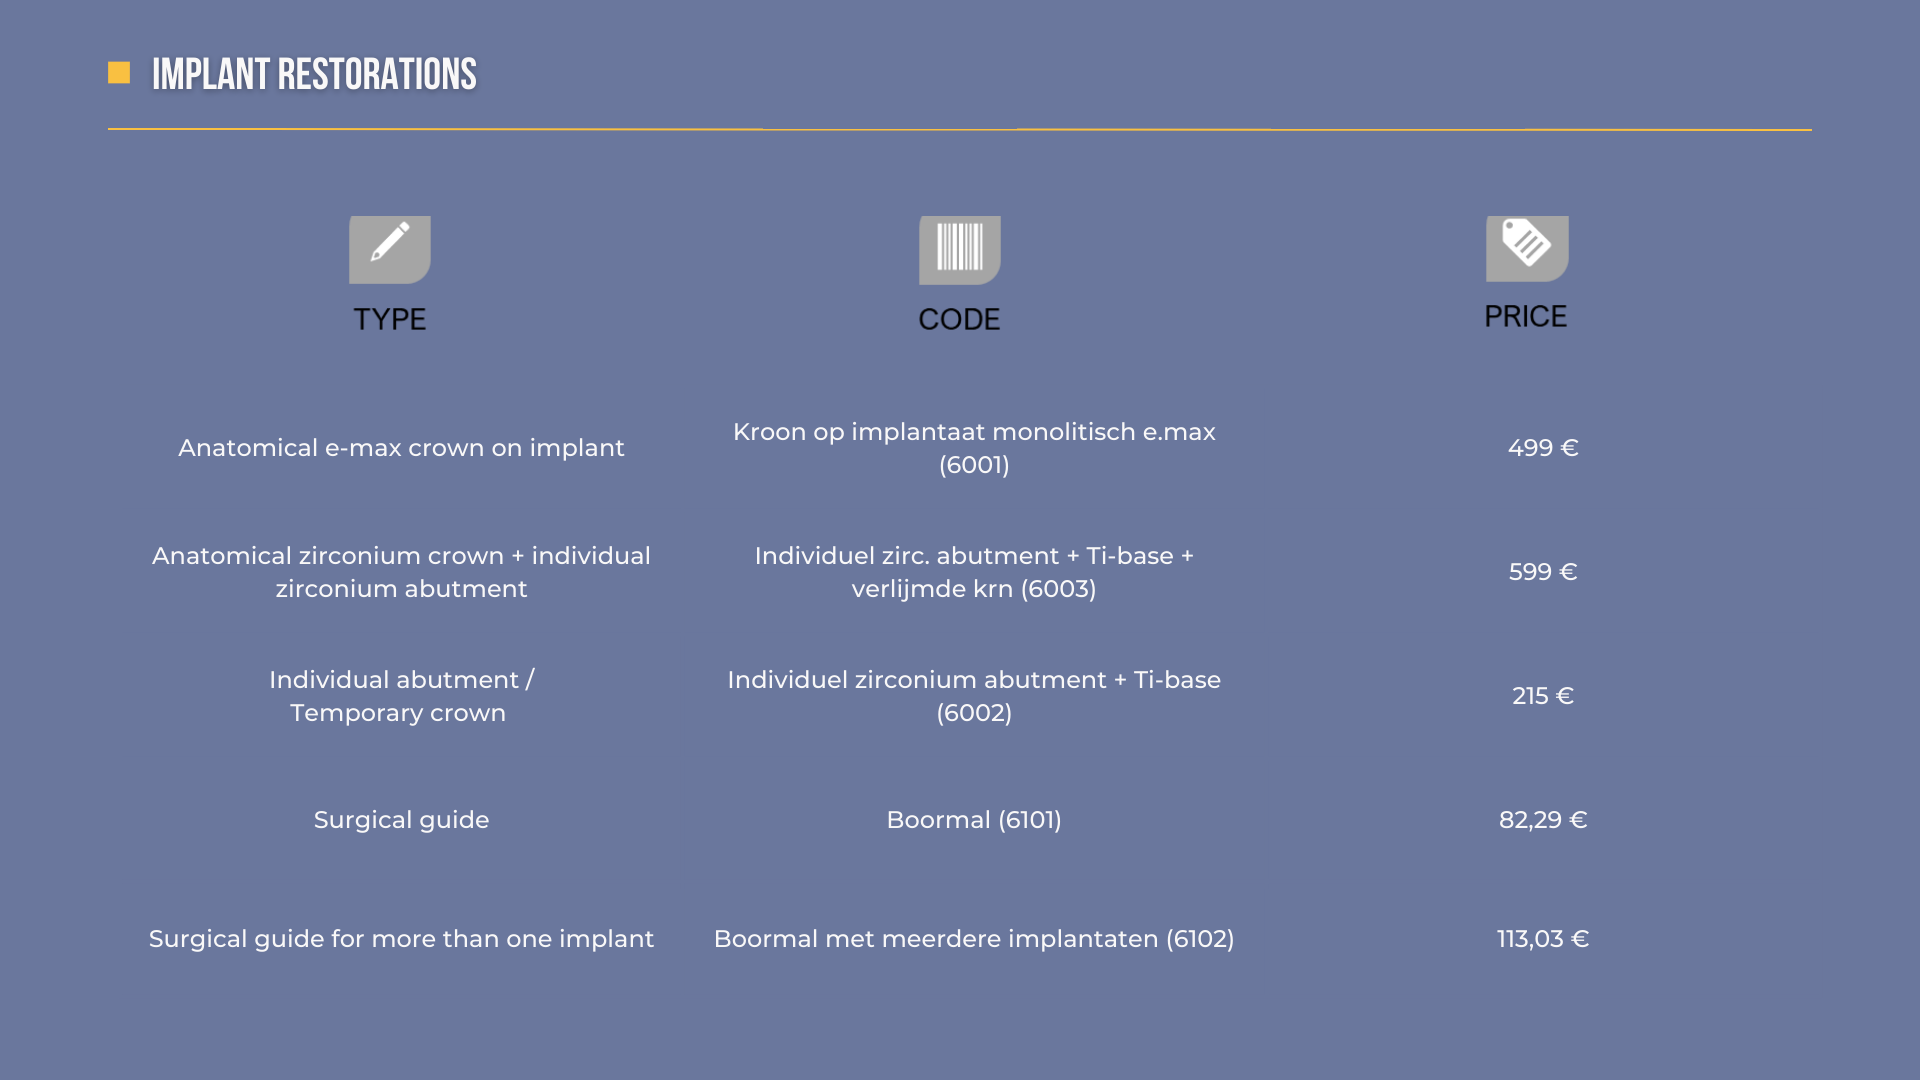 IMPLANT RESTORATIONS
TYPE
CODE
PRICE
Anatomical e-max crown on implant
Kroon op implantaat monolitisch e.max
(6001)
499 €
Anatomical zirconium crown + individual
zirconium abutment
Individuel zirc. abutment + Ti-base +
verlijmde krn (6003)
599 €
Individual abutment /
Temporary crown
Individuel zirconium abutment + Ti-base
(6002)
215 €
Surgical guide
Boormal (6101)
82,29 €
Surgical guide for more than one implant
Boormal met meerdere implantaten (6102)
113,03 €